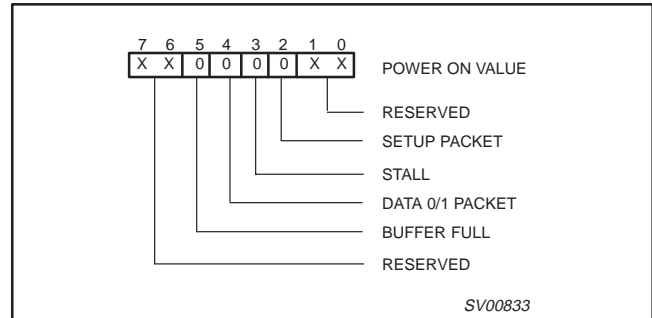 7 6 5 4 3 2 1 0
X X 0 0 0 0 X X POWER ON VALUE
RESERVED
SETUP PACKET
STALL
DATA 0/1 PACKET
BUFFER FULL
RESERVED
SV00833